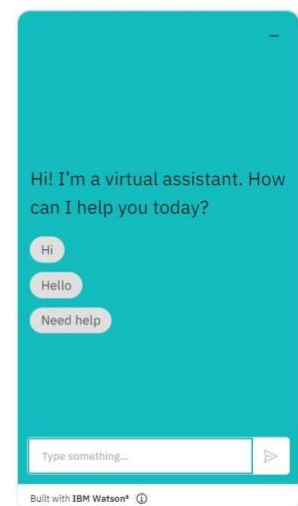 Hi! I'm a virtual assistant. How
can I help you today?
Hi
Hello
Need help
Type something...
Built with IBM Watson®